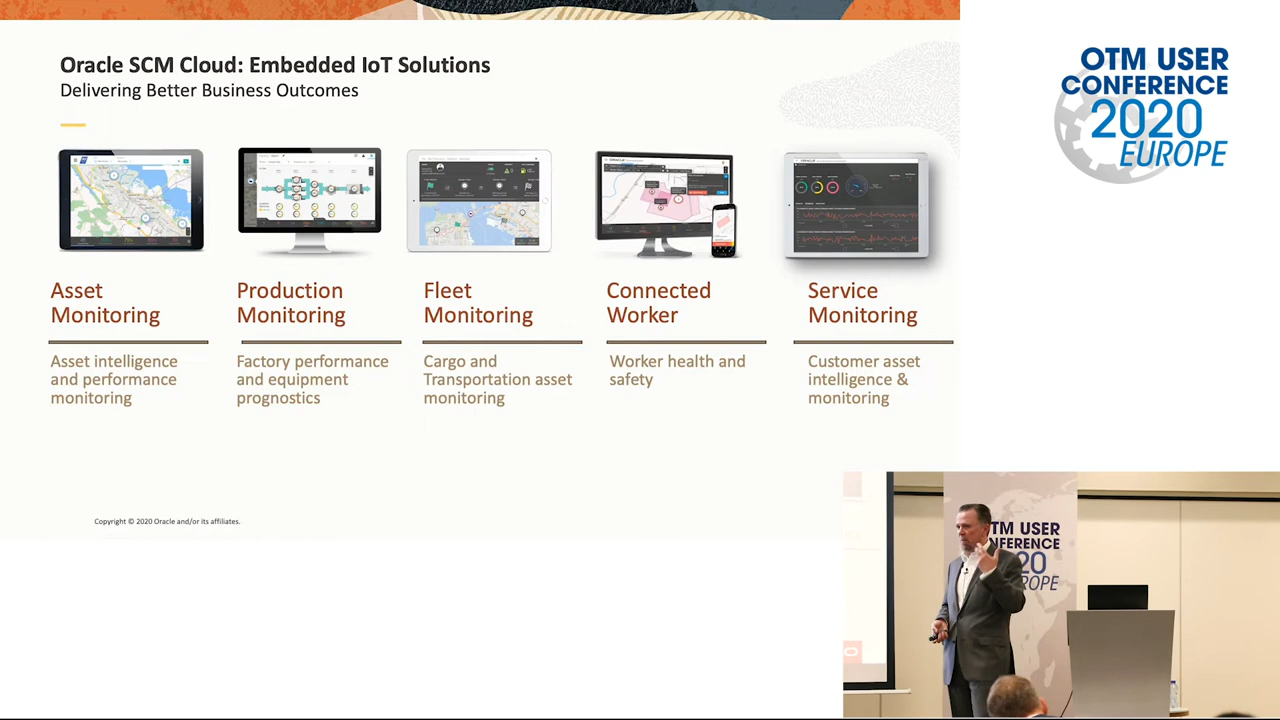 Oracle SCM Cloud: Embedded IoT Solutions
Delivering Better Business Outcomes
Asset
Monitoring
Asset intelligence
and performance
monitoring
Production
Monitoring
Factory performance
and equipment
prognostics
Fleet
Monitoring
Cargo and
Transportation asset
monitoring
Connected
Worker
Worker health and
safety
Service
Monitoring
Customer asset
intelligence &
monitoring
Copyright © 2020 Oracle and/or its affiliates.
OTM USER
CONFERENCE
2020
EUROPE
TM USER
NFERENCE
20
ROPE